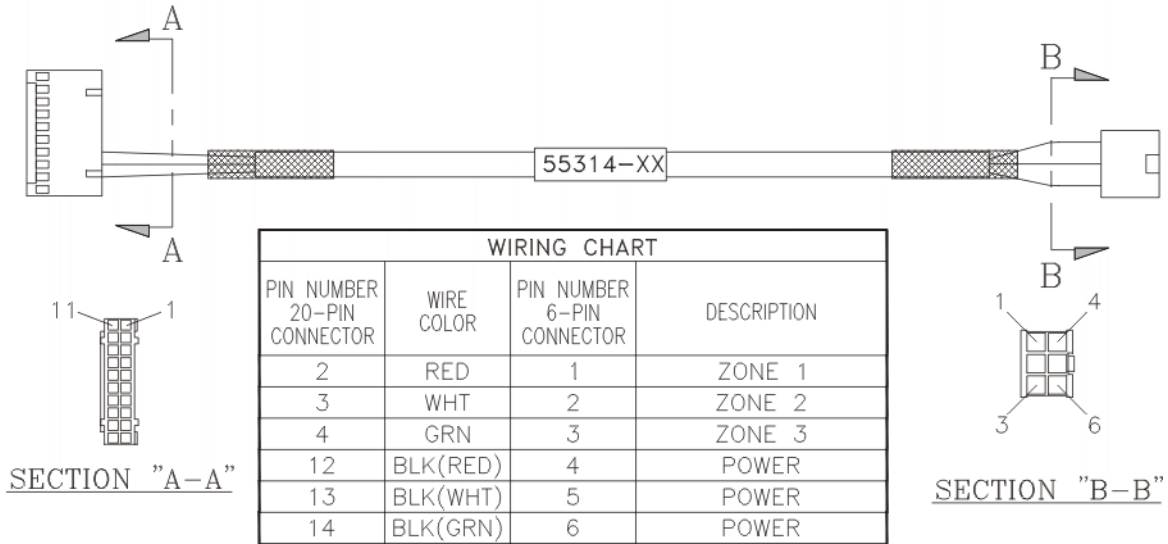 A
B
55314-XX
A
B
WIRING CHART
PIN NUMBER 20-PIN CONNECTOR WIRE COLOR PIN NUMBER 6-PIN CONNECTOR DESCRIPTION
2 RED 1 ZONE 1
3 WHT 2 ZONE 2
4 GRN 3 ZONE 3
12 BLK(RED) 4 POWER
13 BLK(WHT) 5 POWER
14 BLK(GRN) 6 POWER
11 1
SECTION "A-A"
1 4
3 6
SECTION "B-B"